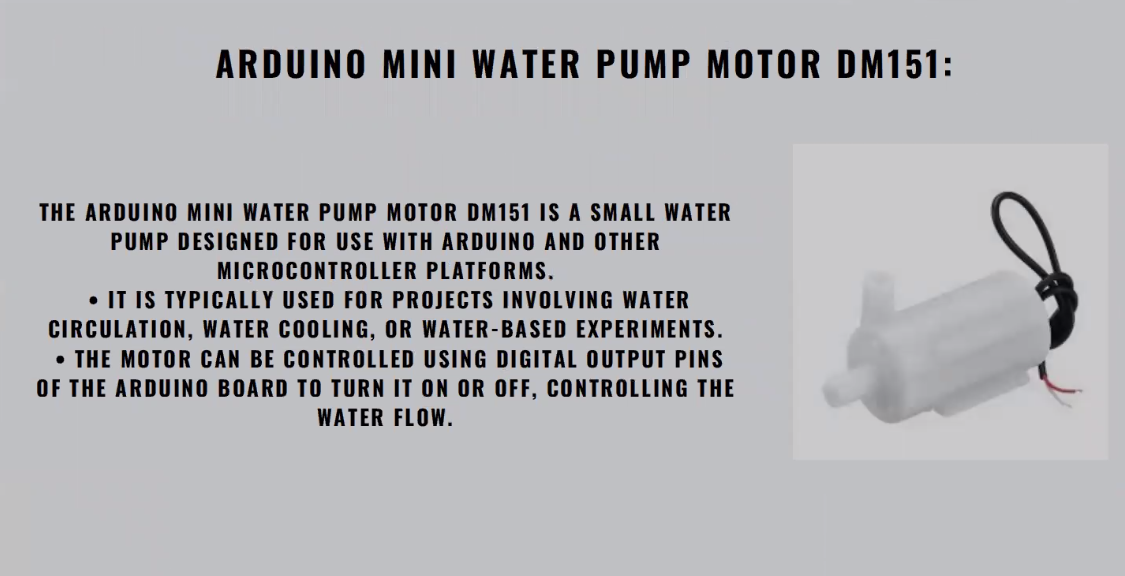 ARDUINO MINI WATER PUMP MOTOR DM151:
THE ARDUINO MINI WATER PUMP MOTOR DM151 IS A SMALL WATER
PUMP DESIGNED FOR USE WITH ARDUINO AND OTHER
MICROCONTROLLER PLATFORMS.
• IT IS TYPICALLY USED FOR PROJECTS INVOLVING WATER
CIRCULATION, WATER COOLING, OR WATER-BASED EXPERIMENTS.
• THE MOTOR CAN BE CONTROLLED USING DIGITAL OUTPUT PINS
OF THE ARDUINO BOARD TO TURN IT ON OR OFF, CONTROLLING THE
WATER FLOW.